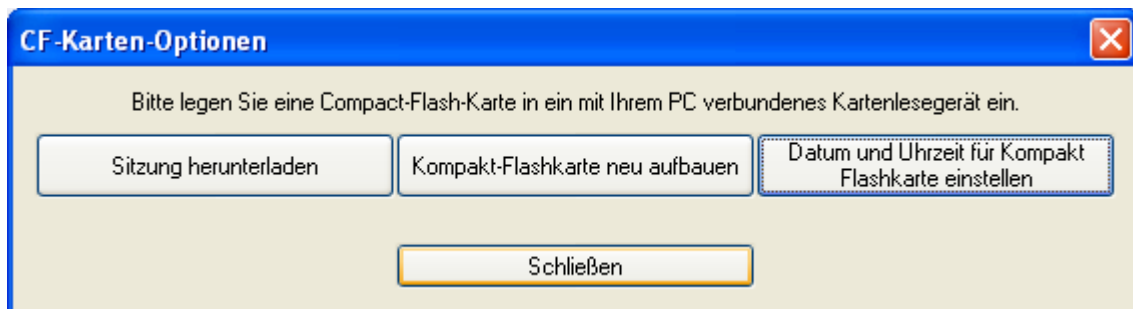 CF-Karten-Optionen
Bitte legen Sie eine Compact-Flash-Karte in ein mit Ihrem PC verbundenes Kartenlesegerät ein.
Sitzung herunterladen
Kompakt-Flashkarte neu aufbauen
Datum und Uhrzeit für Kompakt
Flashkarte einstellen
Schließen